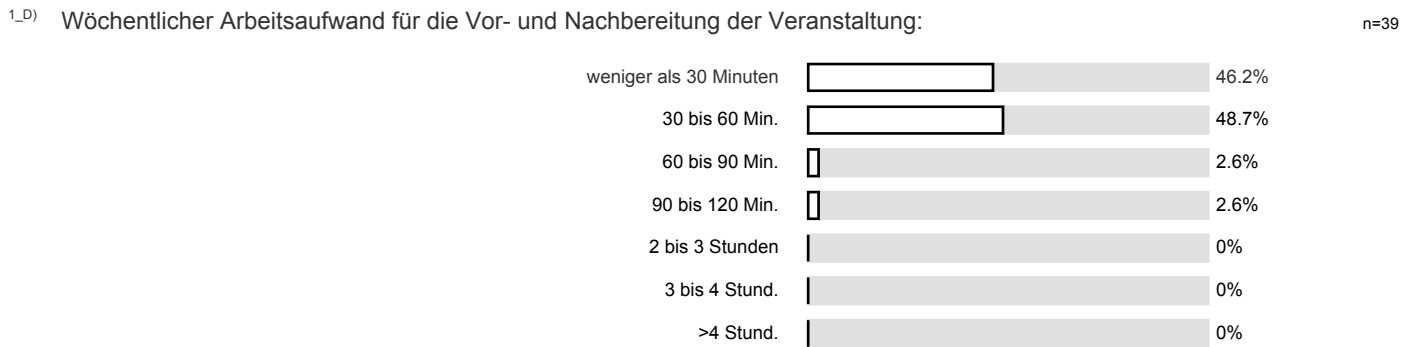 1_D) Wöchentlicher Arbeitsaufwand für die Vor- und Nachbereitung der Veranstaltung: n=39
weniger als 30 Minuten 46.2%
30 bis 60 Min. 48.7%
60 bis 90 Min. 2.6%
90 bis 120 Min. 2.6%
2 bis 3 Stunden 0%
3 bis 4 Stund. 0%
>4 Stund. 0%